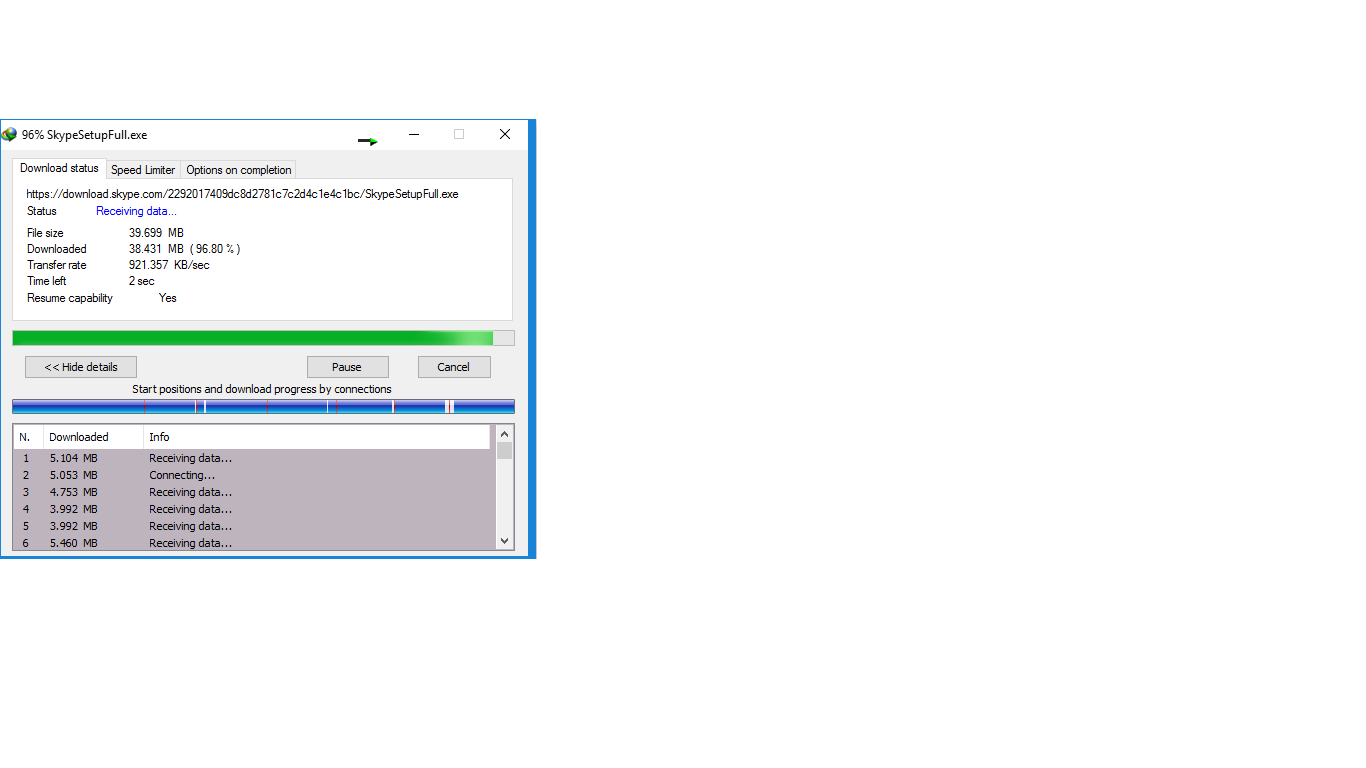 96% SkypeSetupFull.exe
Download status Speed Limiter Options on completion
https://download.skype.com/2292017409dc8d2781c7c2d4c1e4c1bc/SkypeSetupFull.exe
Status Receiving data...
File size 39.699 MB
Downloaded 38.431 MB ( 96.80 % )
Transfer rate 921.357 KB/sec
Time left 2 sec
Resume capability Yes
<< Hide details Pause Cancel
Start positions and download progress by connections
N. Downloaded Info
1 5.104 MB Receiving data...
2 5.053 MB Connecting...
3 4.753 MB Receiving data...
4 3.992 MB Receiving data...
5 3.992 MB Receiving data...
6 5.460 MB Receiving data...